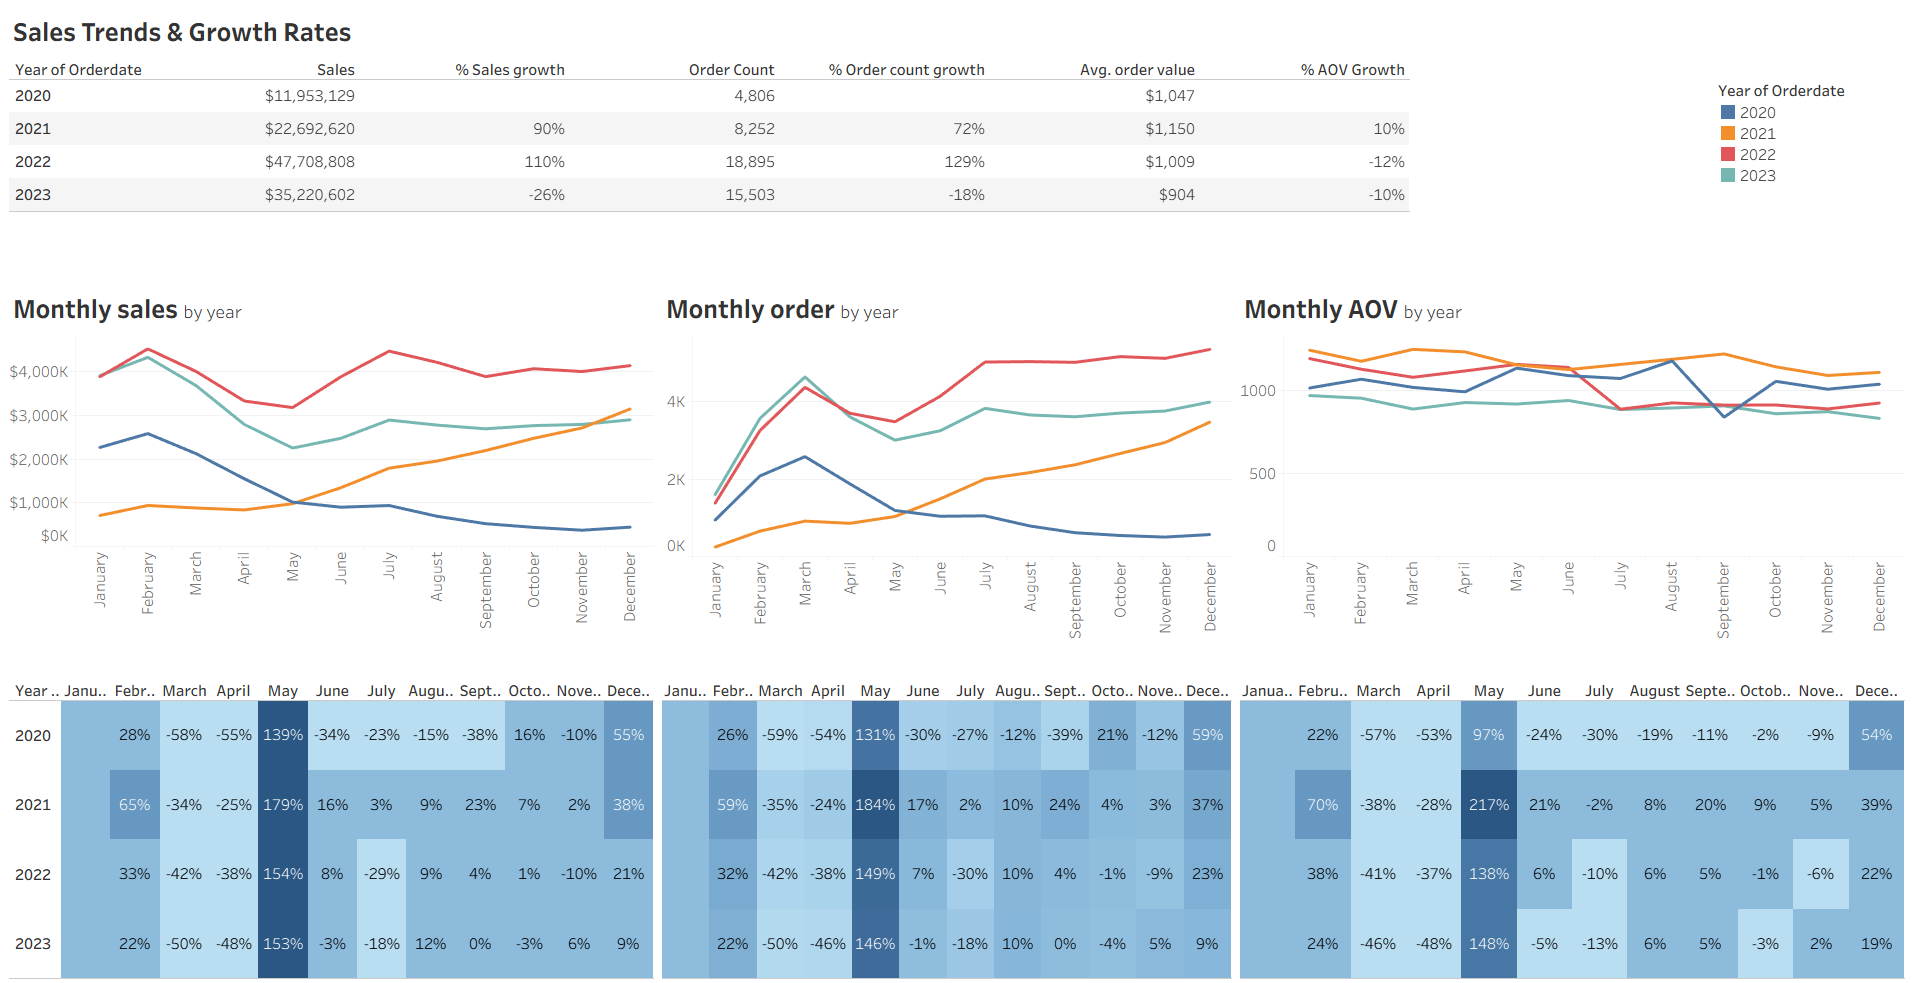 Sales Trends & Growth Rates
Year of Orderdate Sales % Sales growth Order Count % Order count growth Avg. order value % AOV Growth
2020 $11,953,129 4,806 $1,047
2021 $22,692,620 90% 8,252 72% $1,150 10%
2022 $47,708,808 110% 18,895 129% $1,009 -12%
2023 $35,220,602 -26% 15,503 -18% $904 -10%
Year of Orderdate
2020
2021
2022
2023
Monthly sales by year
$4,000K
$3,000K
$2,000K
$1,000K
$0K
January February March April May June July August September October November December
Monthly order by year
4K
2K
0K
January February March April May June July August September October November December
Monthly AOV by year
1000
500
0
January February March April May June July August September October November December
Year .. Janu.. Febr.. March April May June July Augu.. Sept.. Octo.. Nove.. Dece..
2020 28% -58% -55% 139% -34% -23% -15% -38% 16% -10% 55%
2021 65% -34% -25% 179% 16% 3% 9% 23% 7% 2% 38%
2022 33% -42% -38% 154% 8% -29% 9% 4% 1% -10% 21%
2023 22% -50% -48% 153% -3% -18% 12% 0% -3% 6% 9%
Janu.. Febr.. March April May June July Augu.. Sept.. Octo.. Nove.. Dece..
26% -59% -54% 131% -30% -27% -12% -39% 21% -12% 59%
59% -35% -24% 184% 17% 2% 10% 24% 4% 3% 37%
32% -42% -38% 149% 7% -30% 10% 4% -1% -9% 23%
22% -50% -46% 146% -1% -18% 10% 0% -4% 5% 9%
Janua.. Febru.. March April May June July August Septe.. Octob.. Nove.. Dece..
22% -57% -53% 97% -24% -30% -19% -11% -2% -9% 54%
70% -38% -28% 217% 21% -2% 8% 20% 9% 5% 39%
38% -41% -37% 138% 6% -10% 6% 5% -1% -6% 22%
24% -46% -48% 148% -5% -13% 6% 5% -3% 2% 19%